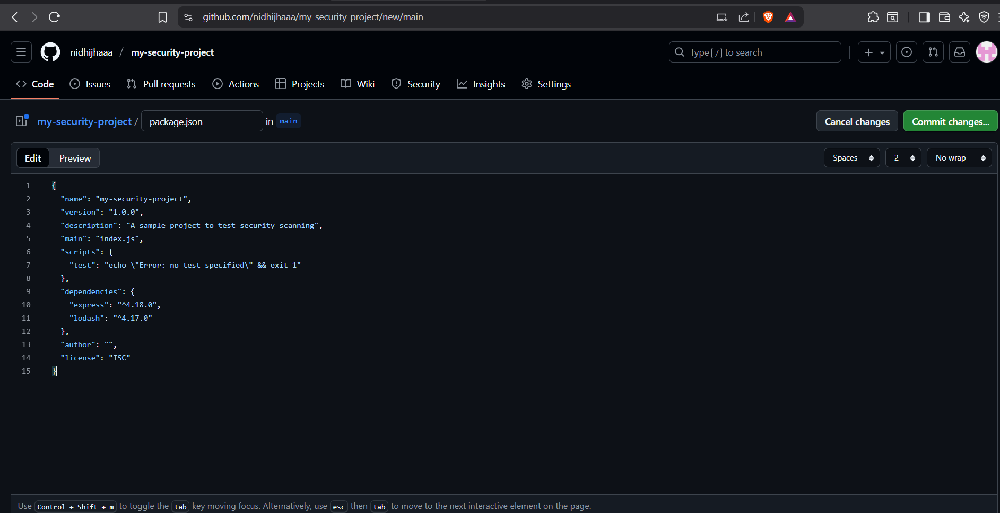 github.com/nidhijhaaa/my-security-project/new/main
nidhijhaaa / my-security-project
Type / to search
Code Issues Pull requests Actions Projects Wiki Security Insights Settings
my-security-project / package.json in main
Cancel changes Commit changes...
Edit Preview
Spaces 2 No wrap
1 {
2 "name": "my-security-project",
3 "version": "1.0.0",
4 "description": "A sample project to test security scanning",
5 "main": "index.js",
6 "scripts": {
7 "test": "echo \"Error: no test specified\" && exit 1"
8 },
9 "dependencies": {
10 "express": "^4.18.0",
11 "lodash": "^4.17.0"
12 },
13 "author": "",
14 "license": "ISC"
15 }
Use Control + Shift + m to toggle the tab key moving focus. Alternatively, use esc then tab to move to the next interactive element on the page.